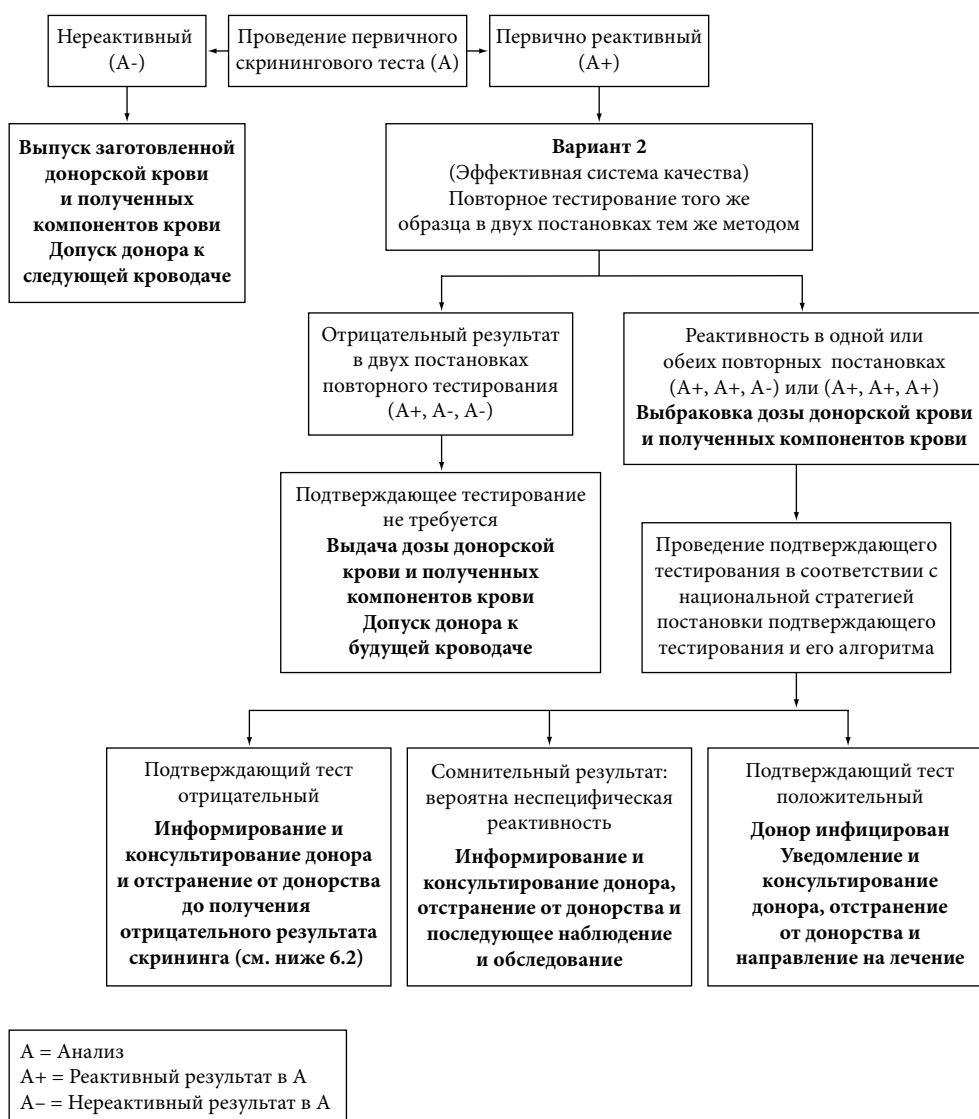 Нереактивный
(А-)
Проведение первичного
скринингового теста (А)
Первично реактивный
(А+)
Выпуск заготовленной
донорской крови
и полученных
компонентов крови
Допуск донора к
следующей кроводаче
Вариант 2
(Эффективная система качества)
Повторное тестирование того же
образца в двух постановках тем же методом
Отрицательный результат
в двух постановках
повторного тестирования
(А+, А-, А-)
Реактивность в одной или
обеих повторных постановках
(А+, А+, А-) или (А+, А+, А+)
Выбраковка дозы донорской крови
и полученных компонентов крови
Подтверждающее тестирование
не требуется
Выдача дозы донорской
крови и полученных
компонентов крови
Допуск донора к
будущей кроводаче
Проведение подтверждающего
тестирования в соответствии с
национальной стратегией
постановки подтверждающего
тестирования и его алгоритма
Подтверждающий тест
отрицательный
Информирование и
консультирование донора
и отстранение от донорства
до получения
отрицательного результата
скрининга (см. ниже 6.2)
Сомнительный результат:
вероятна неспецифическая
реактивность
Информирование и
консультирование донора,
отстранение от донорства и
последующее наблюдение
и обследование
Подтверждающий тест
положительный
Донор инфицирован
Уведомление и
консультирование
донора, отстранение
от донорства и
направление на лечение
А = Анализ
А+ = Реактивный результат в А
А– = Нереактивный результат в А